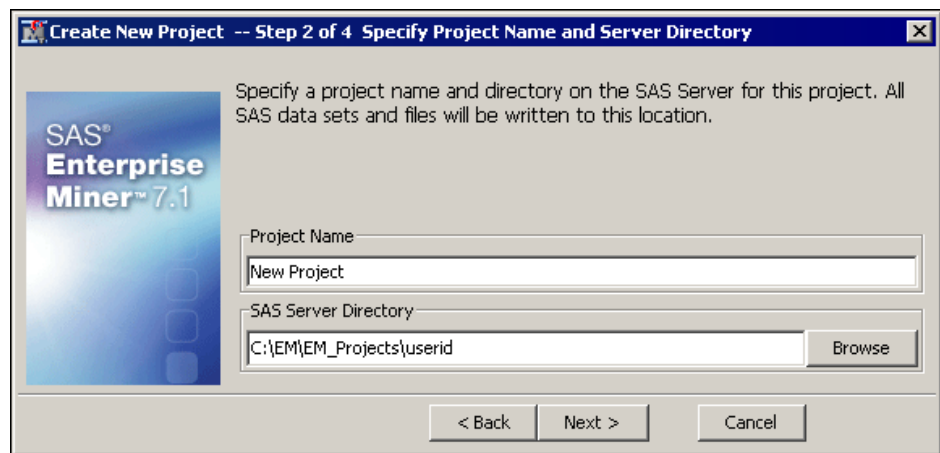 Create New Project -- Step 2 of 4 Specify Project Name and Server Directory
Specify a project name and directory on the SAS Server for this project. All
SAS data sets and files will be written to this location.
SAS®
Enterprise
Miner™ 7.1
Project Name
New Project
SAS Server Directory
C:\EM\EM_Projects\userid
Browse
< Back
Next >
Cancel